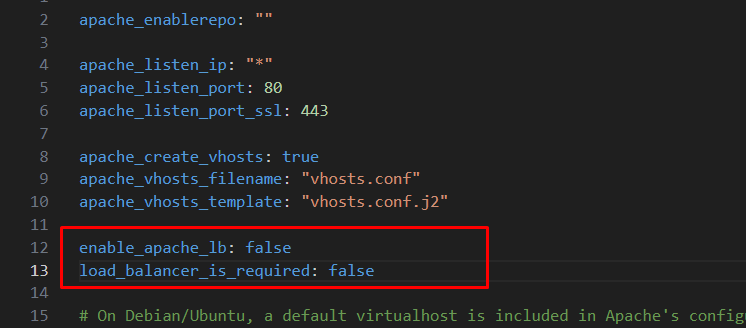 2 apache_enablerepo: ""
3
4 apache_listen_ip: "*"
5 apache_listen_port: 80
6 apache_listen_port_ssl: 443
7
8 apache_create_vhosts: true
9 apache_vhosts_filename: "vhosts.conf"
10 apache_vhosts_template: "vhosts.conf.j2"
11
12 enable_apache_lb: false
13 load_balancer_is_required: false
14
15 # On Debian/Ubuntu, a default virtualhost is included in Apache's